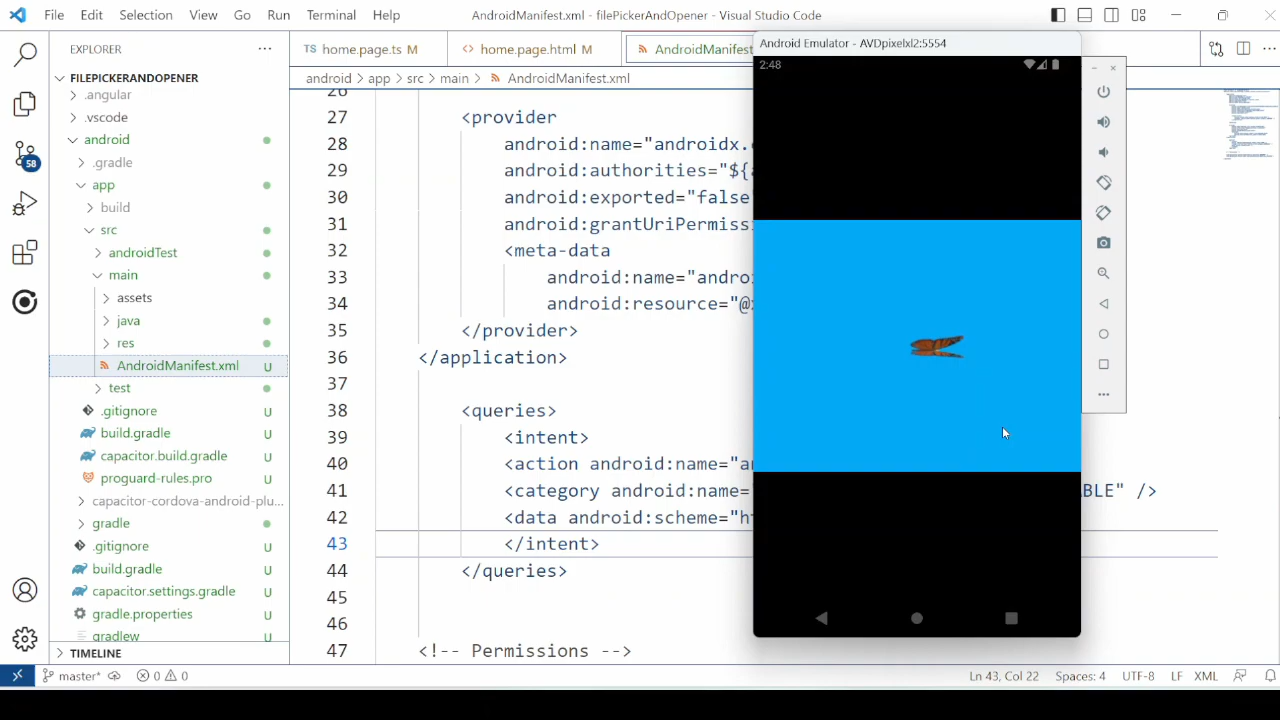 File Edit Selection View Go Run Terminal Help
AndroidManifest.xml - filePickerAndOpener - Visual Studio Code
EXPLORER
FILEPICKERANDOPENER
.angular
.vscode
android
.gradle
app
build
src
androidTest
main
assets
java
res
AndroidManifest.xml U
test
.gitignore U
build.gradle U
capacitor.build.gradle U
proguard-rules.pro U
capacitor-cordova-android-plu...
gradle
.gitignore U
build.gradle U
capacitor.settings.gradle U
gradle.properties U
gradlew U
TIMELINE
58
home.page.ts M
home.page.html M
AndroidManifest
android > app > src > main > AndroidManifest.xml
26
27 <provider
28 android:name="androidx.
29 android:authorities="${
30 android:exported="false
31 android:grantUriPermiss
32 <meta-data
33 android:name="andro
34 android:resource="@
35 </provider>
36 </application>
37
38 <queries>
39 <intent>
40 <action android:name="a
41 <category android:name= BLE" />
42 <data android:scheme="h
43 </intent>
44 </queries>
45
46
47 <!-- Permissions -->
Android Emulator - AVDpixelxl2:5554
2:48
master* 0 0
Ln 43, Col 22 Spaces: 4 UTF-8 LF XML